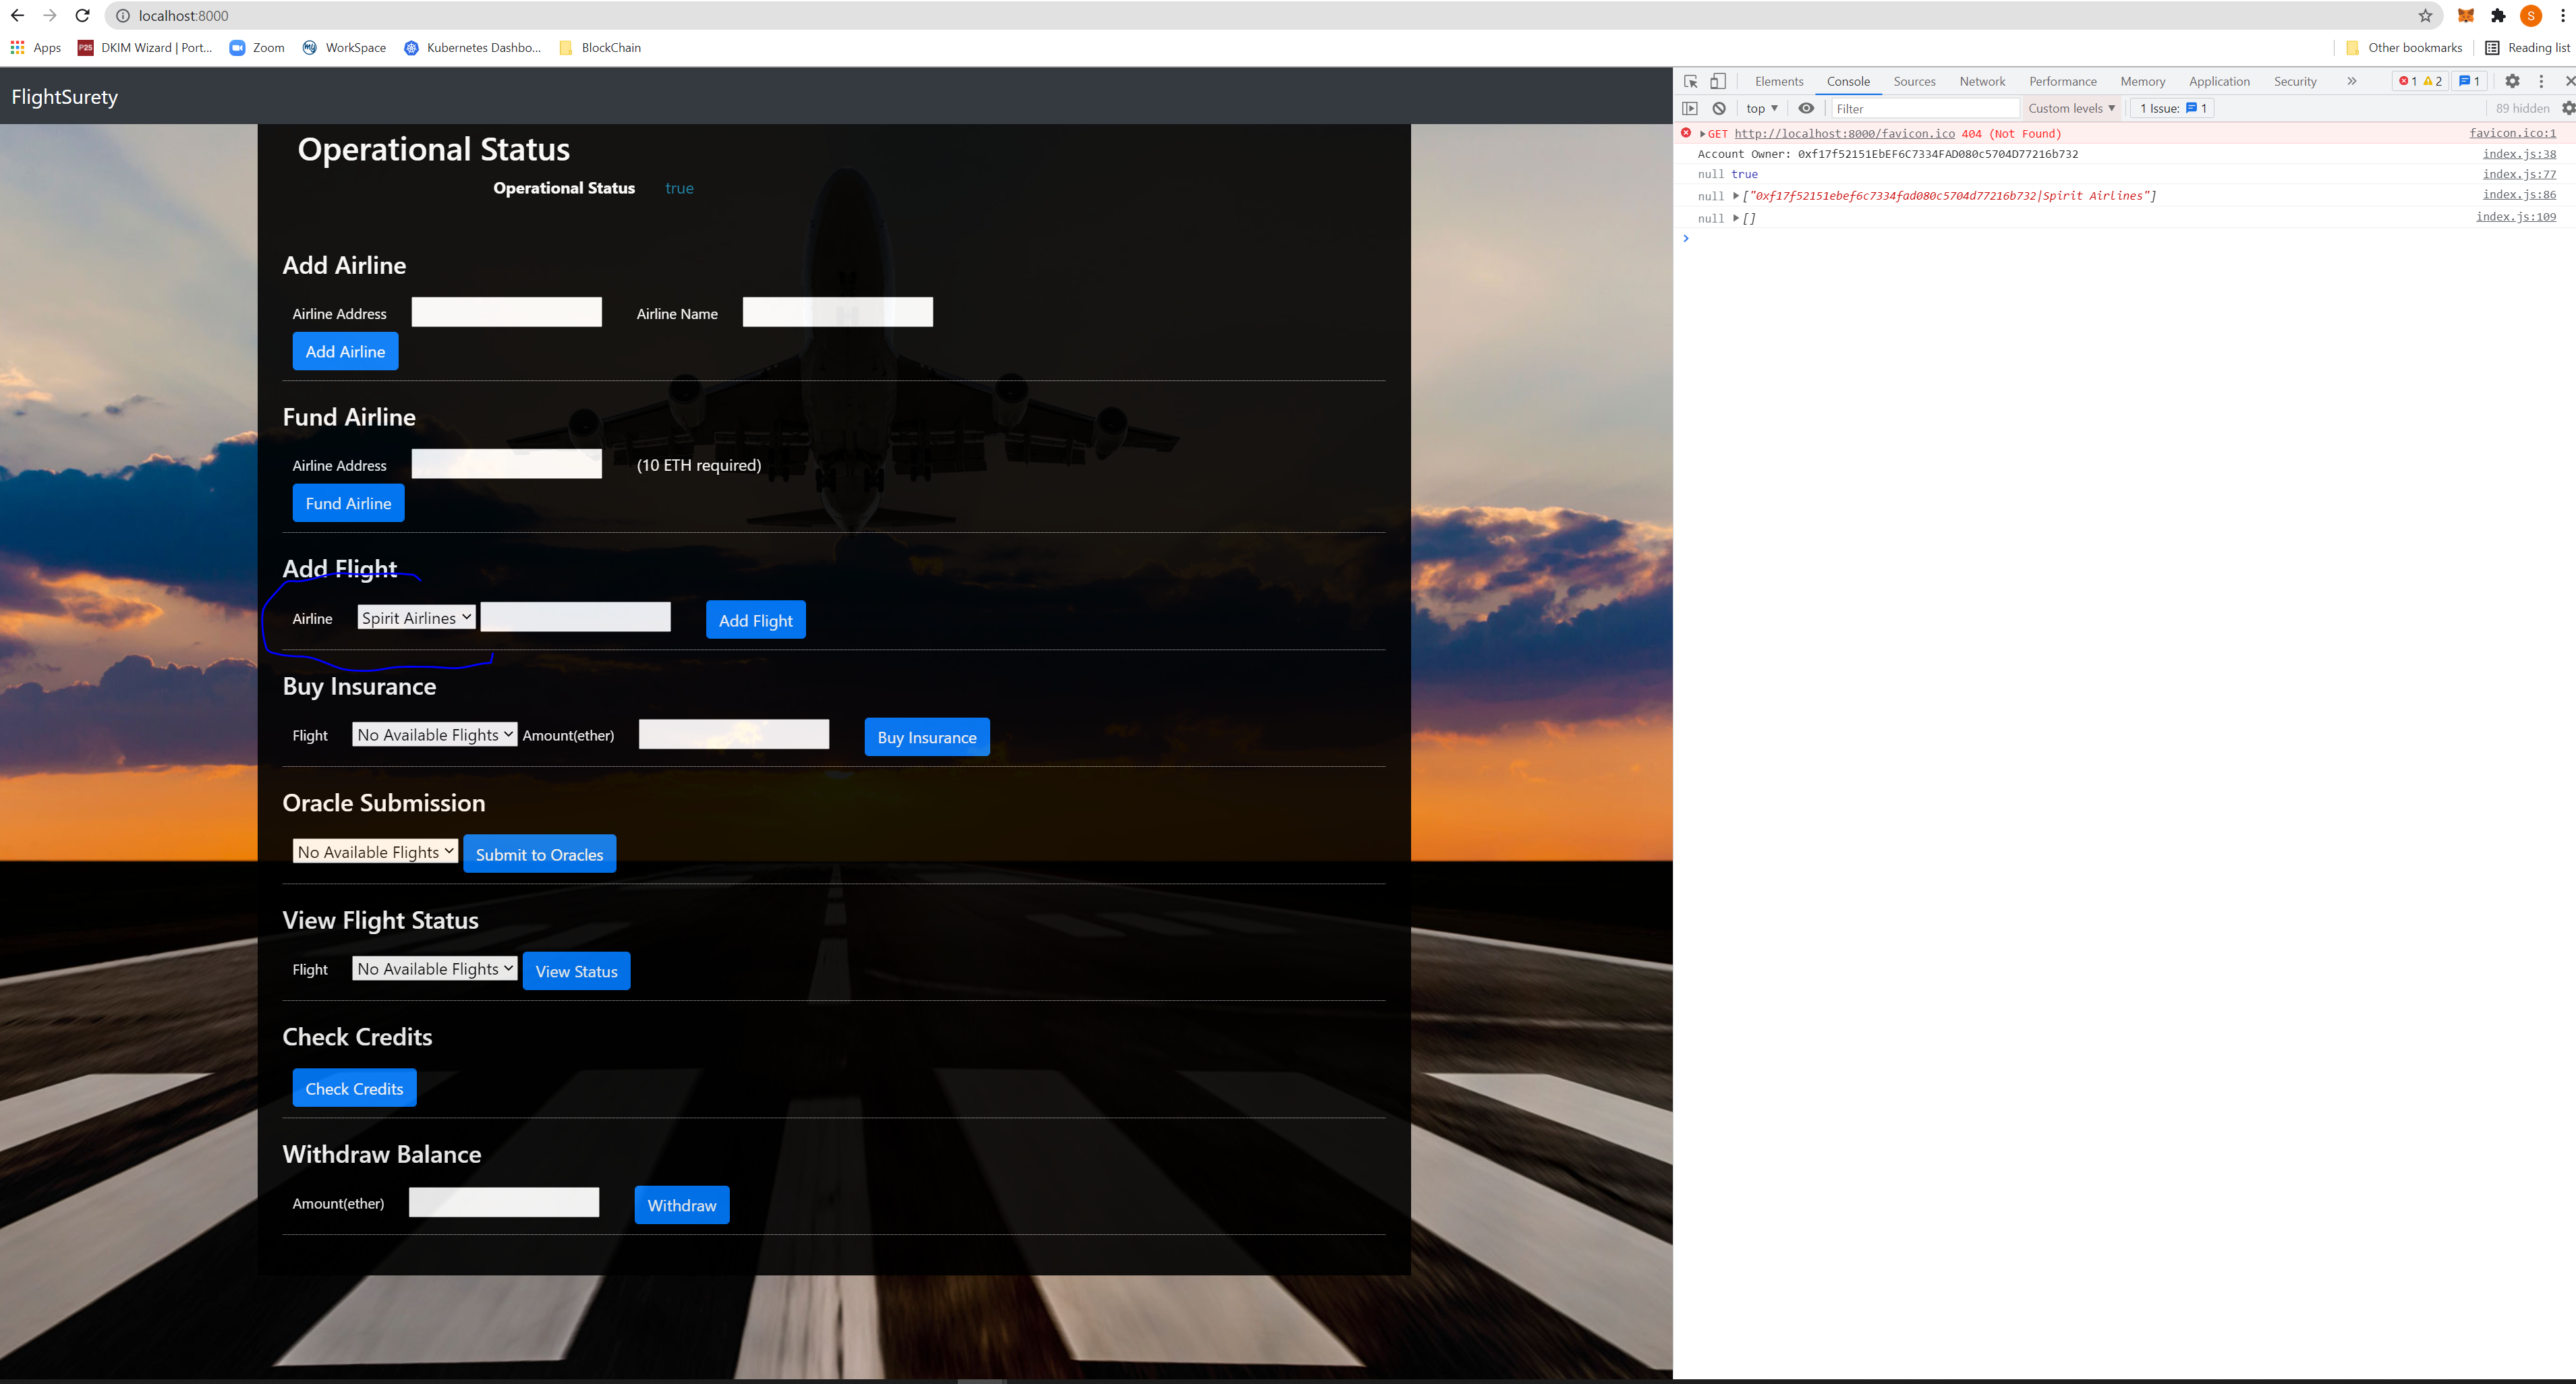 localhost:8000
Apps DKIM Wizard | Port... Zoom WorkSpace Kubernetes Dashbo... BlockChain Other bookmarks Reading list
FlightSurety
Operational Status
Operational Status true
Add Airline
Airline Address Airline Name
Add Airline
Fund Airline
Airline Address (10 ETH required)
Fund Airline
Add Flight
Airline Spirit Airlines Add Flight
Buy Insurance
Flight No Available Flights Amount(ether) Buy Insurance
Oracle Submission
No Available Flights Submit to Oracles
View Flight Status
Flight No Available Flights View Status
Check Credits
Check Credits
Withdraw Balance
Amount(ether) Withdraw
Elements Console Sources Network Performance Memory Application Security » 1 2 1
top Filter Custom levels 1 Issue: 1 89 hidden
GET http://localhost:8000/favicon.ico 404 (Not Found) favicon.ico:1
Account Owner: 0xf17f52151EbEF6C7334FAD080c5704D77216b732 index.js:38
null true index.js:77
null ["0xf17f52151ebef6c7334fad080c5704d77216b732|Spirit Airlines"] index.js:86
null [] index.js:109
S
P25